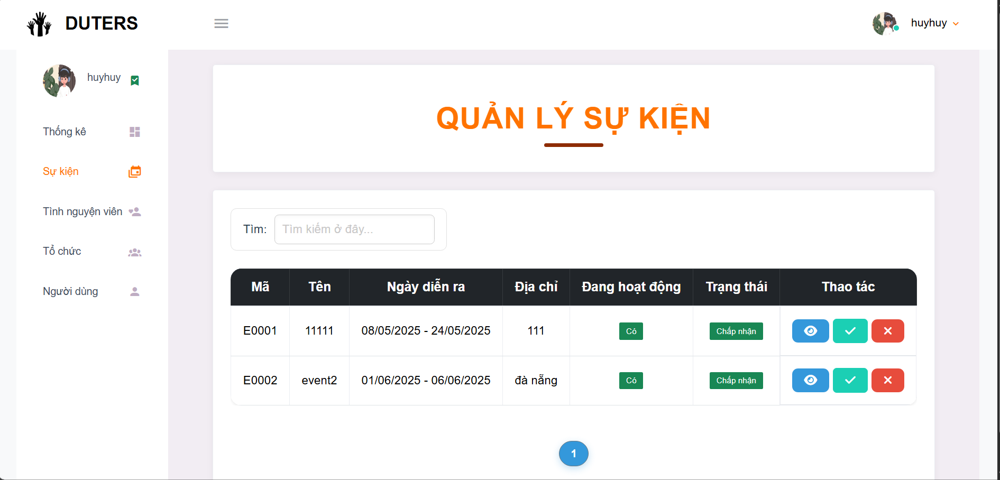 DUTERS
huyhuy
huyhuy
Thống kê
Sự kiện
Tình nguyện viên
Tổ chức
Người dùng
QUẢN LÝ SỰ KIỆN
Tìm: Tìm kiếm ở đây...
Mã Tên Ngày diễn ra Địa chỉ Đang hoạt động Trạng thái Thao tác
E0001 11111 08/05/2025 - 24/05/2025 111 Có Chấp nhận
E0002 event2 01/06/2025 - 06/06/2025 đà nẵng Có Chấp nhận
1